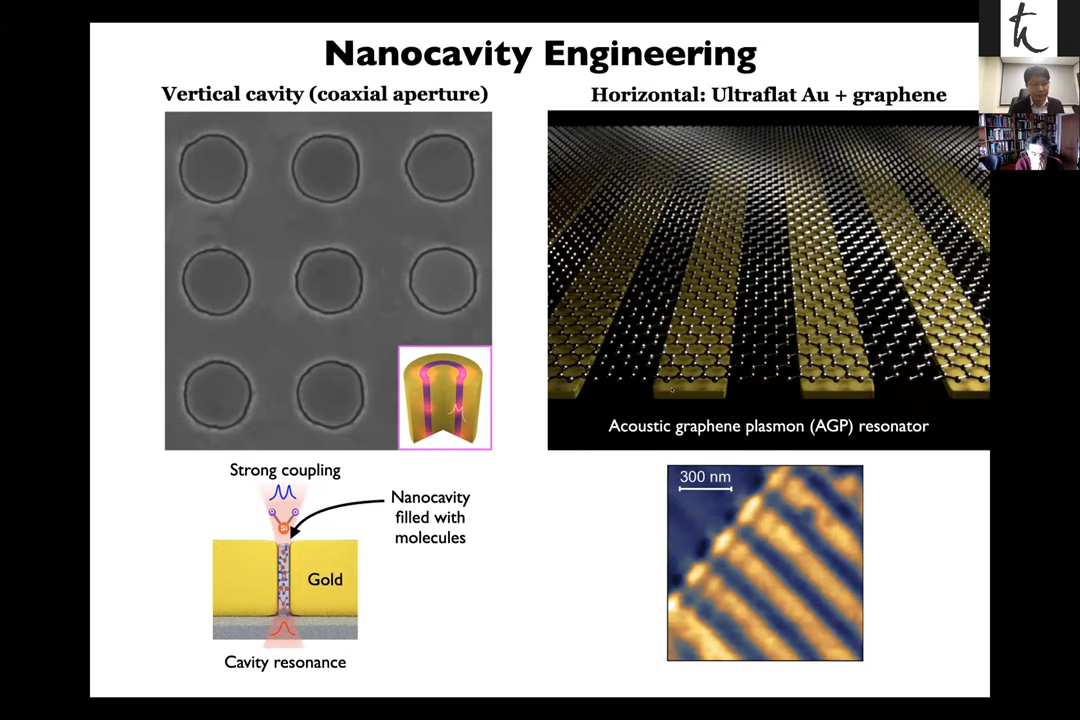 Nanocavity Engineering
Vertical cavity (coaxial aperture)
Horizontal: Ultraflat Au + graphene
Acoustic graphene plasmon (AGP) resonator
Strong coupling
Si
Nanocavity
filled with
molecules
Gold
Cavity resonance
300 nm